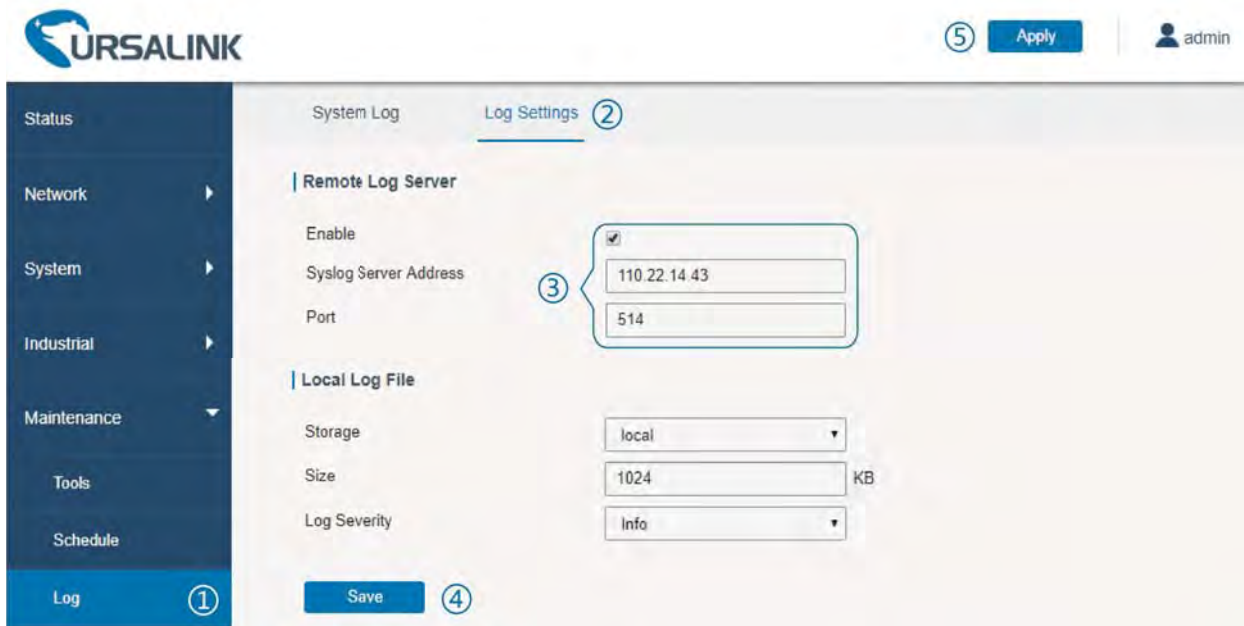 URSALINK
⑤ Apply admin
Status
Network
System
Industrial
Maintenance
Tools
Schedule
Log ①
System Log Log Settings ②
Remote Log Server
Enable
Syslog Server Address 110.22.14.43
③
Port 514
Local Log File
Storage local
Size 1024 KB
Log Severity Info
Save ④